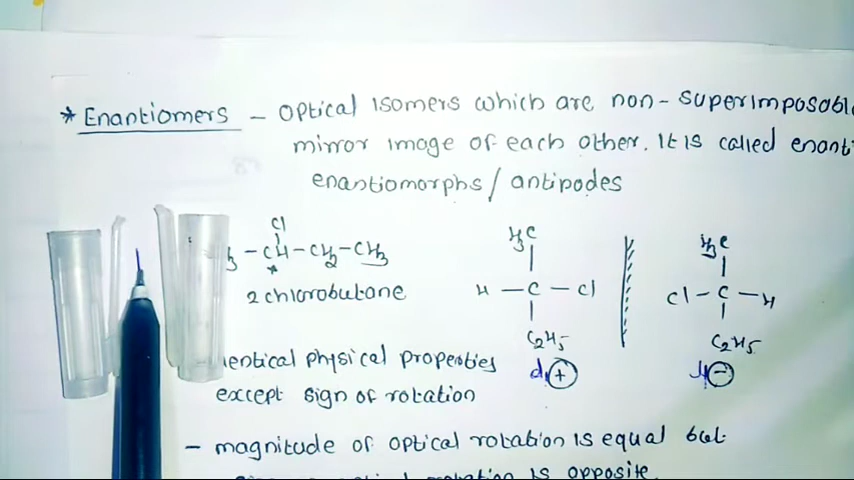 * Enantiomers – optical isomers which are non-superimposable
mirror image of each other. It is called enanti
enantiomorphs / antipodes
Cl
3 – CH – CH2 – CH3
*
2 chlorobutane
H3C
H – C – Cl
C2H5
d, +
H3C
Cl – C – H
C2H5
l, –
identical physical properties
except sign of rotation
– magnitude of optical rotation is equal but
rotation is opposite.